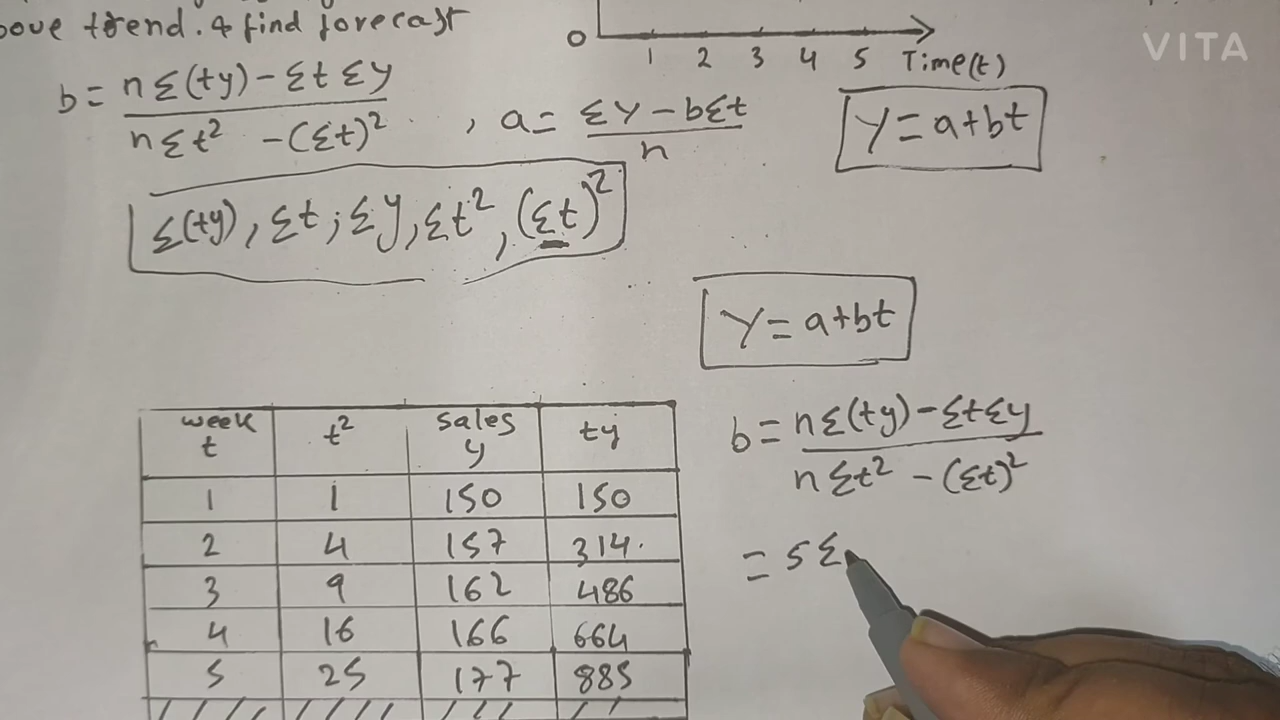 bove trend. & find forecast
0 1 2 3 4 5 Time(t)
VITA
b = nΣ(ty) - Σt Σy / nΣt² - (Σt)² , a = Σy - bΣt / n
Y = a+bt
Σ(ty), Σt; Σy, Σt², (Σt)²
Y = a+bt
week t t² sales y ty
1 1 150 150
2 4 157 314.
3 9 162 486
4 16 166 664
5 25 177 885
b = nΣ(ty) - ΣtΣy / nΣt² - (Σt)²
= 5Σ